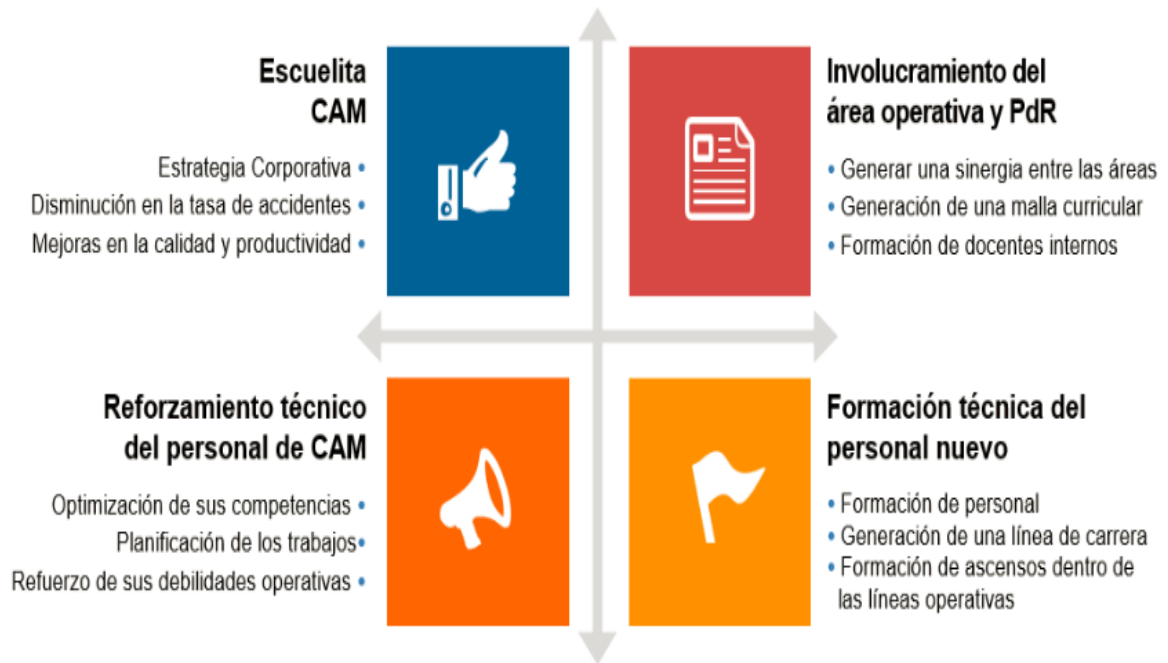 Escuelita
CAM
Estrategia Corporativa •
Disminución en la tasa de accidentes •
Mejoras en la calidad y productividad •
Involucramiento del
área operativa y PdR
• Generar una sinergia entre las áreas
• Generación de una malla curricular
• Formación de docentes internos
Reforzamiento técnico
del personal de CAM
Optimización de sus competencias •
Planificación de los trabajos•
Refuerzo de sus debilidades operativas •
Formación técnica del
personal nuevo
• Formación de personal
• Generación de una línea de carrera
• Formación de ascensos dentro de
las líneas operativas